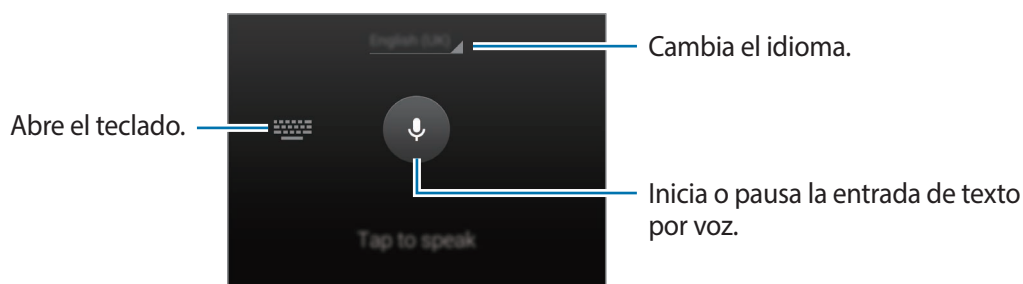 English (UK)
Cambia el idioma.
Abre el teclado.
Inicia o pausa la entrada de texto
por voz.
Tap to speak